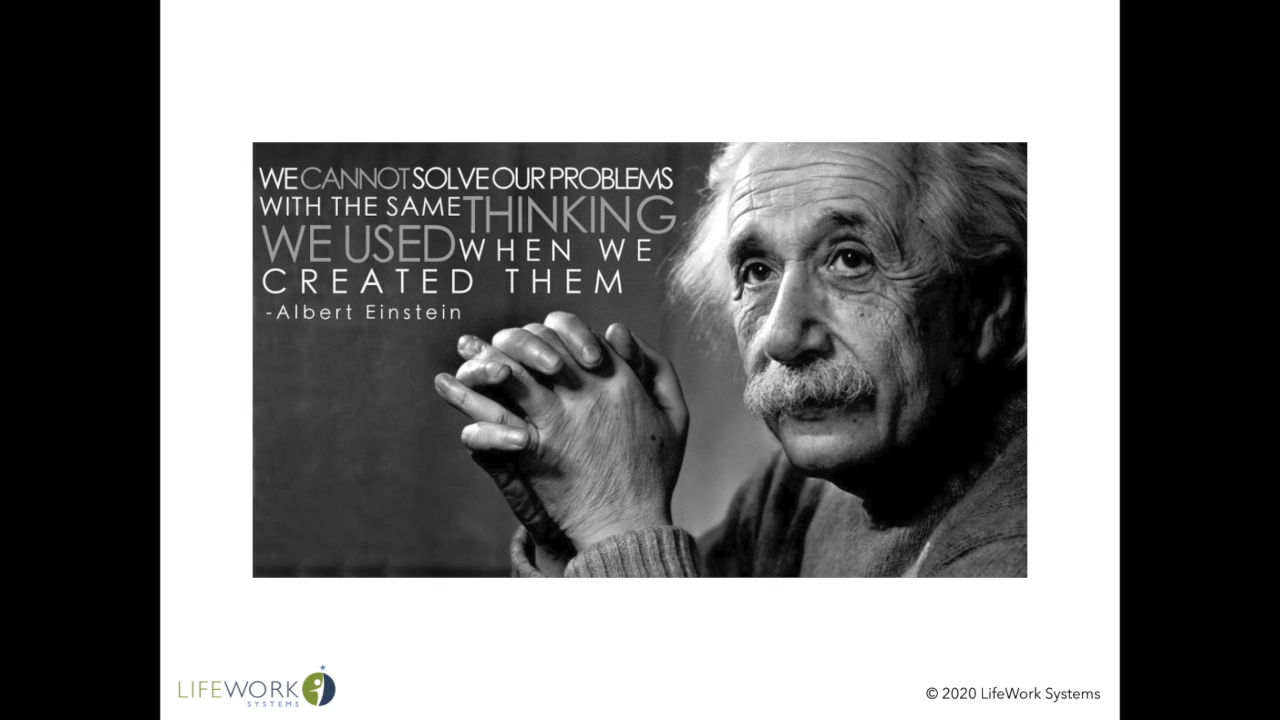 WE CANNOT SOLVE OUR PROBLEMS
WITH THE SAME THINKING
WE USED WHEN WE
CREATED THEM
-Albert Einstein
LIFEWORK
SYSTEMS
© 2020 LifeWork Systems